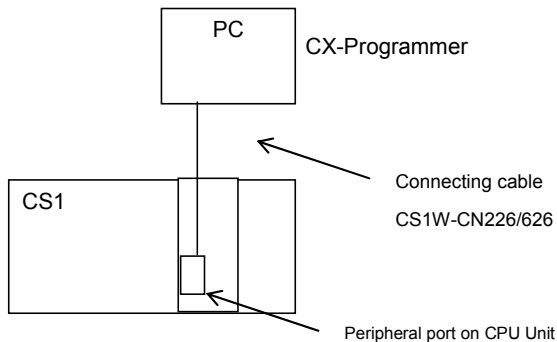 PC
CX-Programmer
Connecting cable
CS1W-CN226/626
CS1
Peripheral port on CPU Unit